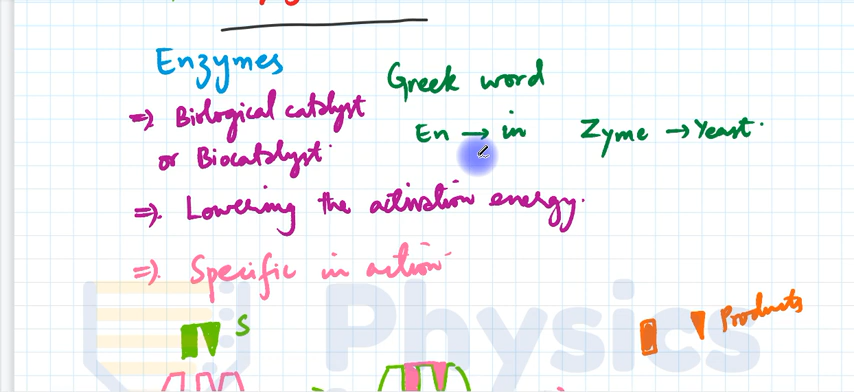 Enzymes
Greek word
=> Biological catalyst
or Biocatalyst.
En → in Zyme → Yeast.
=>. Lowering the activation energy.
=>. Specific in action
S
Products
Physics